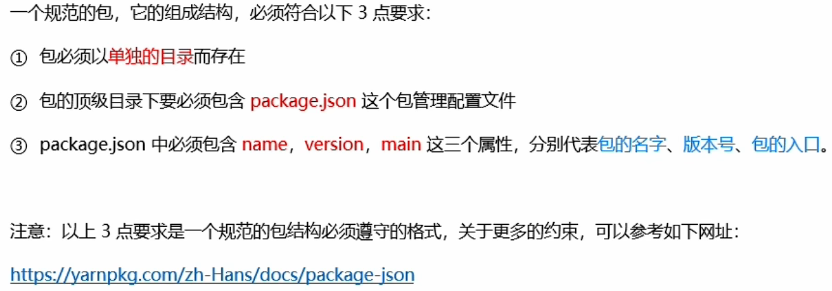 一个规范的包，它的组成结构，必须符合以下 3 点要求：
① 包必须以单独的目录而存在
② 包的顶级目录下要必须包含 package.json 这个包管理配置文件
③ package.json 中必须包含 name，version，main 这三个属性，分别代表包的名字、版本号、包的入口。
注意：以上 3 点要求是一个规范的包结构必须遵守的格式，关于更多的约束，可以参考如下网址：
https://yarnpkg.com/zh-Hans/docs/package-json